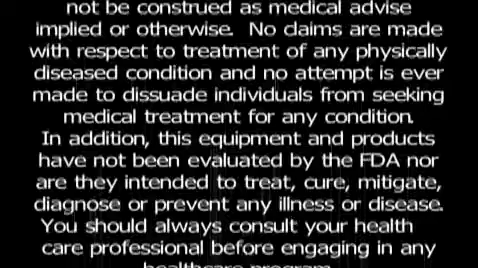 not be construed as medical advise
implied or otherwise. No claims are made
with respect to treatment of any physically
diseased condition and no attempt is ever
made to dissuade individuals from seeking
medical treatment for any condition.
In addition, this equipment and products
have not been evaluated by the FDA nor
are they intended to treat, cure, mitigate,
diagnose or prevent any illness or disease.
You should always consult your health
care professional before engaging in any
healthcare program